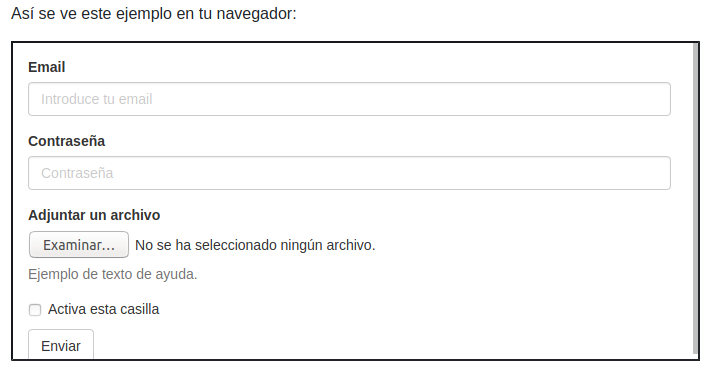 Así se ve este ejemplo en tu navegador:
Email
Introduce tu email
Contraseña
Contraseña
Adjuntar un archivo
Examinar... No se ha seleccionado ningún archivo.
Ejemplo de texto de ayuda.
Activa esta casilla
Enviar